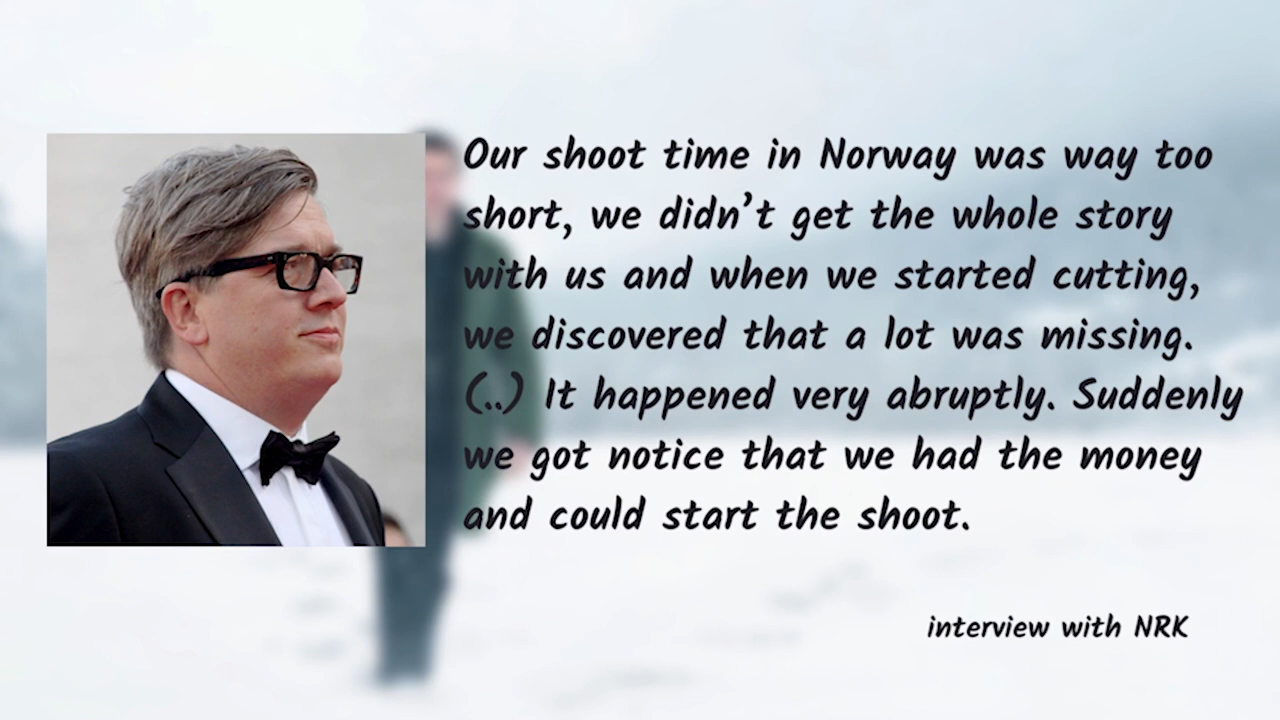 Our shoot time in Norway was way too
short, we didn’t get the whole story
with us and when we started cutting,
we discovered that a lot was missing.
(..) It happened very abruptly. Suddenly
we got notice that we had the money
and could start the shoot.
interview with NRK